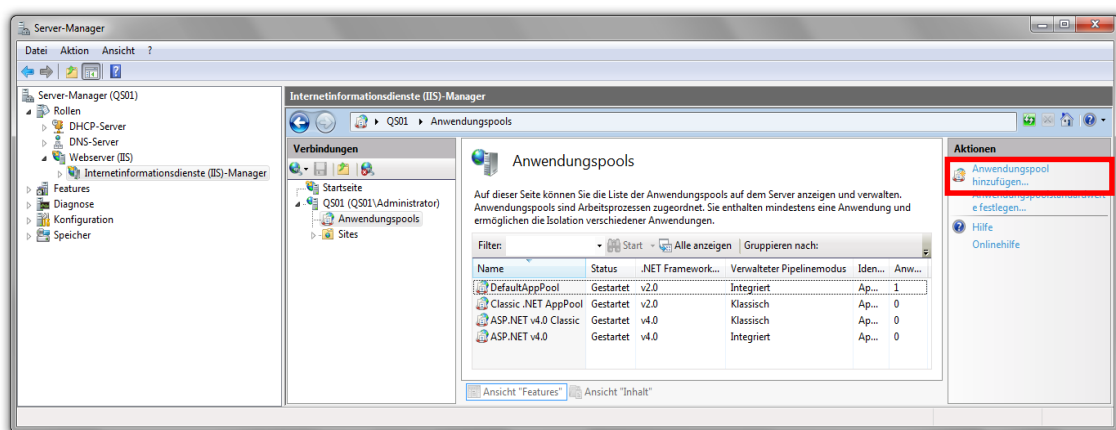 Server-Manager
Datei Aktion Ansicht ?
Server-Manager (QS01)
Rollen
DHCP-Server
DNS-Server
Webserver (IIS)
Internetinformationsdienste (IIS)-Manager
Features
Diagnose
Konfiguration
Speicher
Internetinformationsdienste (IIS)-Manager
QS01 Anwendungspools
Verbindungen
Startseite
QS01 (QS01\Administrator)
Anwendungspools
Sites
Anwendungspools
Auf dieser Seite können Sie die Liste der Anwendungspools auf dem Server anzeigen und verwalten.
Anwendungspools sind Arbeitsprozessen zugeordnet. Sie enthalten mindestens eine Anwendung und
ermöglichen die Isolation verschiedener Anwendungen.
Filter: Start Alle anzeigen Gruppieren nach:
Name Status .NET Framework... Verwalteter Pipelinemodus Iden... Anw...
DefaultAppPool Gestartet v2.0 Integriert Ap... 1
Classic .NET AppPool Gestartet v2.0 Klassisch Ap... 0
ASP.NET v4.0 Classic Gestartet v4.0 Klassisch Ap... 0
ASP.NET v4.0 Gestartet v4.0 Integriert Ap... 0
Ansicht "Features" Ansicht "Inhalt"
Aktionen
Anwendungspool
hinzufügen...
Anwendungspoolstandardwert
e festlegen...
Hilfe
Onlinehilfe